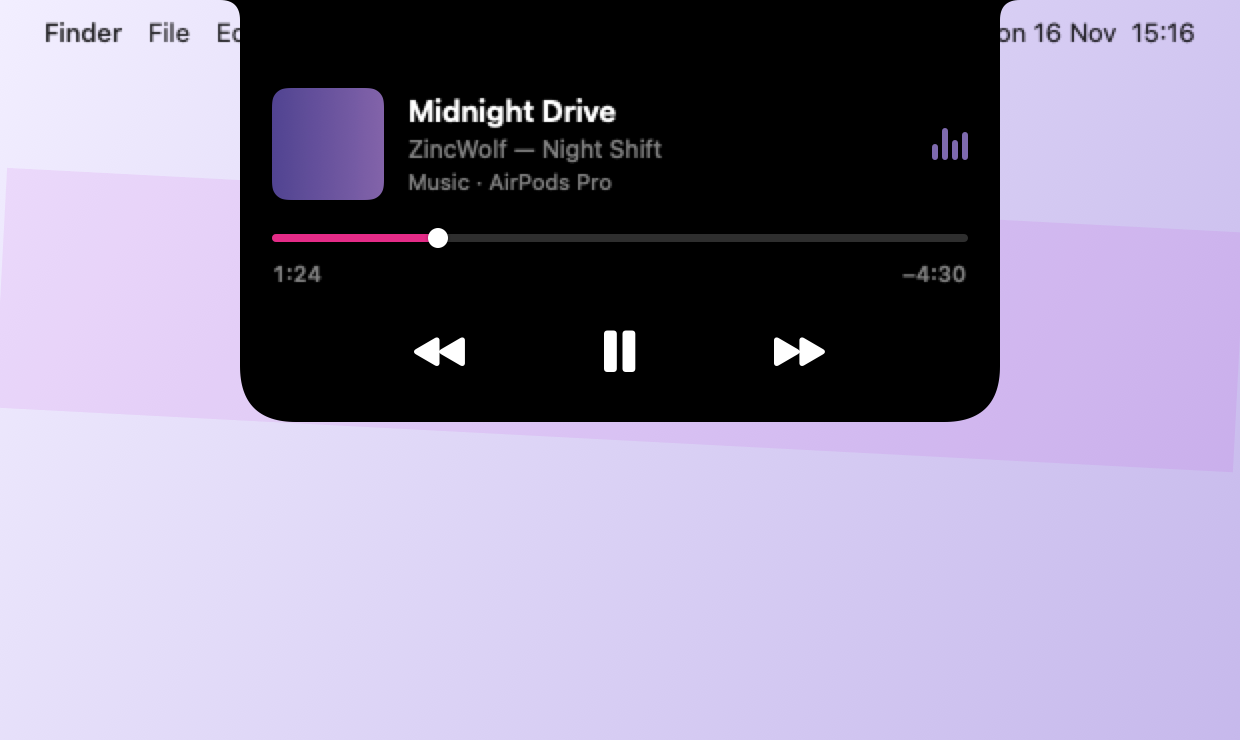 Finder File
16 Nov 15:16
Midnight Drive
ZincWolf — Night Shift
Music · AirPods Pro
1:24 –4:30